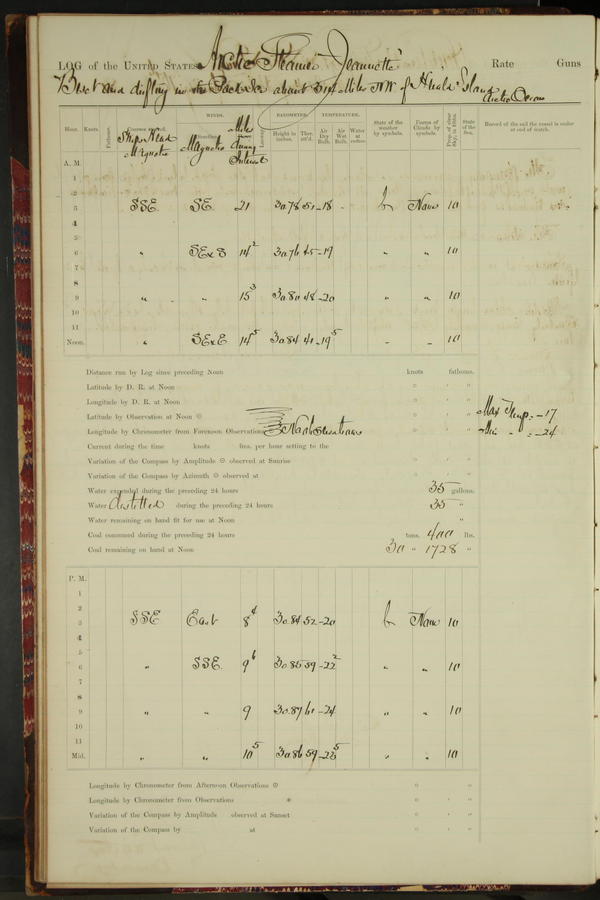 LOG of the UNITED STATES Arctic Steamer "Jeannette" Rate Guns
Beset and drifting in the Pack Ice about Miles NW of Island
Arctic Ocean
WINDS. BAROMETER. TEMPERATURE.
Hour. Knots. Fathoms. Courses steered. Ship's Head Magnetic Magnetic Miles during Interval Leeway. Height in inches. Ther. att'd. Air Dry Bulb. Air Wet Bulb. Water at surface. State of the weather by symbols. Forms of Clouds by symbols. Prop. of clear sky, in 10ths. State of the Sea. Record of the sail the vessel is under at end of watch.
A. M.
1
2
3 SSE SE 21 30.78 51 -18 b None 10
4
5
6 " 14² 30.76 45 -19 " " 10
7
8
9 " " 15³ 30.80 48 -20 " " 10
10
11
Noon. " SExE 14⁵ 30.84 41 -19⁵ " " 10
Distance run by Log since preceding Noon knots fathoms.
Latitude by D. R. at Noon ° ' "
Longitude by D. R. at Noon ° ' "
Latitude by Observation at Noon ° ' " Max Temp = -17
Longitude by Chronometer from Forenoon Observations No Observations ° ' " Min " = -24
Current during the time knots fms. per hour setting to the
Variation of the Compass by Amplitude ⊙ observed at Sunrise ° ' "
Variation of the Compass by Azimuth ⊙ observed at ° ' "
Water expended during the preceding 24 hours 35 gallons.
Water distilled during the preceding 24 hours 35 "
Water remaining on hand fit for use at Noon "
Coal consumed during the preceding 24 hours tons. 400 lbs.
Coal remaining on hand at Noon 30 " 1728 "
P. M.
1
2
3 SSE East 8⁴ 30.84 52 -20 b None 10
4
5
6 " SSE 9⁶ 30.85 59 -22² " " 10
7
8
9 " " 9 30.87 61 -24 " " 10
10
11
Mid. " " 10⁵ 30.86 59 -23⁵ " " 10
Longitude by Chronometer from Afternoon Observations ⊙ ° ' "
Longitude by Chronometer from Observations * ° ' "
Variation of the Compass by Amplitude observed at Sunset ° ' "
Variation of the Compass by at ° ' "